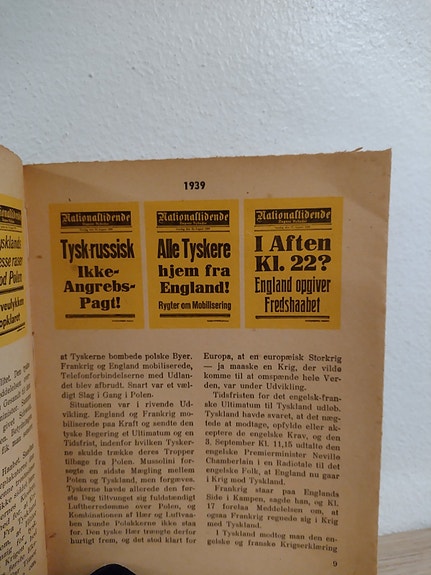 1939
Nationaltidende
Tysk-russisk
Ikke-
Angrebs-
Pagt!
Nationaltidende
Alle Tyskere
hjem fra
England!
Rygter om Mobilisering
Nationaltidende
I Aften
Kl. 22?
England opgiver
Fredshaabet
at Tyskerne bombede polske Byer.
Frankrig og England mobiliserede,
Telefonforbindelserne med Udlan-
det blev afbrudt. Snart var et væl-
digt Slag i Gang i Polen.
Situationen var i rivende Ud-
vikling. England og Frankrig mo-
biliserede paa Kraft og sendte den
tyske Regering et Ultimatum og en
Tidsfrist, indenfor hvilken Tysker-
ne skulde trække deres Tropper
tilbage fra Polen. Mussolini forsøg-
te en sidste Mægling mellem
Polen og Tyskland, men forgæves.
Tyskerne havde allerede den før-
ste Dag tiltvunget sig fuldstændigt
Luftherredømme over Polen, og
Kombinationen af Hær og Luftvaa-
ben kunde Polakkerne ikke staa
for. Den tyske Hær trængte derfor
hurtigt frem, og det stod klart for
Europa, at en europæisk Storkrig
— ja maaske en Krig, der vilde
komme til at omspænde hele Ver-
den, var under Udvikling.
Tidsfristen for det engelsk-fran-
ske Ultimatum til Tyskland udløb.
Tyskland havde svaret, at det næg-
tede at modtage, opfylde eller ak-
ceptere de engelske Krav, og den
3. September Kl. 11,15 udtalte den
engelske Premierminister Neville
Chamberlain i en Radiotale til det
engelske Folk, at England nu gaar
i Krig med Tyskland.
Frankrig staar paa Englands
Side i Kampen, sagde han, og Kl.
17 forelaa Meddelelsen om, at
ogsaa Frankrig regnede sig i Krig
med Tyskland.
I Tyskland modtog man den en-
gelske og franske Krigserklæring
9